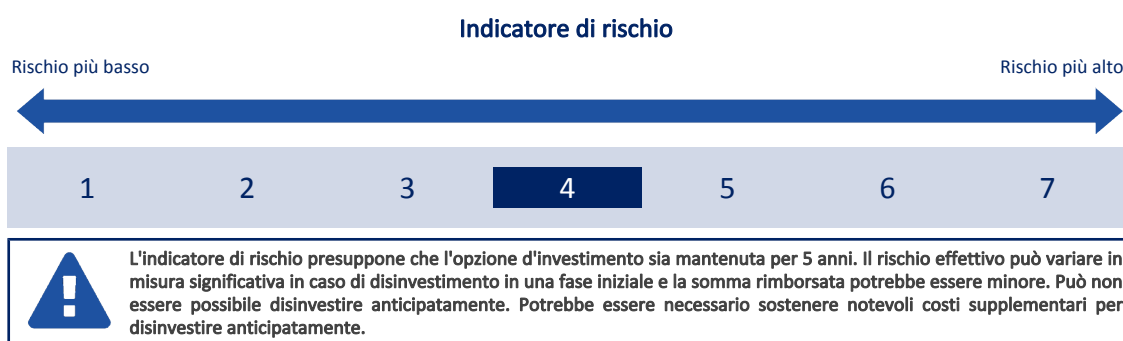 Indicatore di rischio
Rischio più basso
Rischio più alto
1 2 3 4 5 6 7
L'indicatore di rischio presuppone che l'opzione d'investimento sia mantenuta per 5 anni. Il rischio effettivo può variare in
misura significativa in caso di disinvestimento in una fase iniziale e la somma rimborsata potrebbe essere minore. Può non
essere possibile disinvestire anticipatamente. Potrebbe essere necessario sostenere notevoli costi supplementari per
disinvestire anticipatamente.